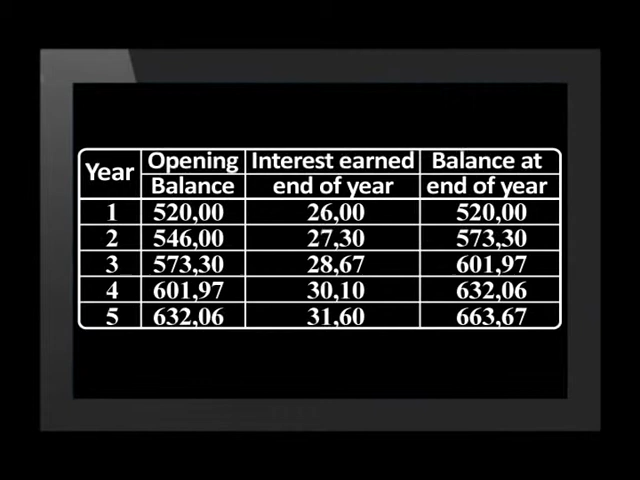 Year Opening Balance Interest earned end of year Balance at end of year
1 520,00 26,00 520,00
2 546,00 27,30 573,30
3 573,30 28,67 601,97
4 601,97 30,10 632,06
5 632,06 31,60 663,67